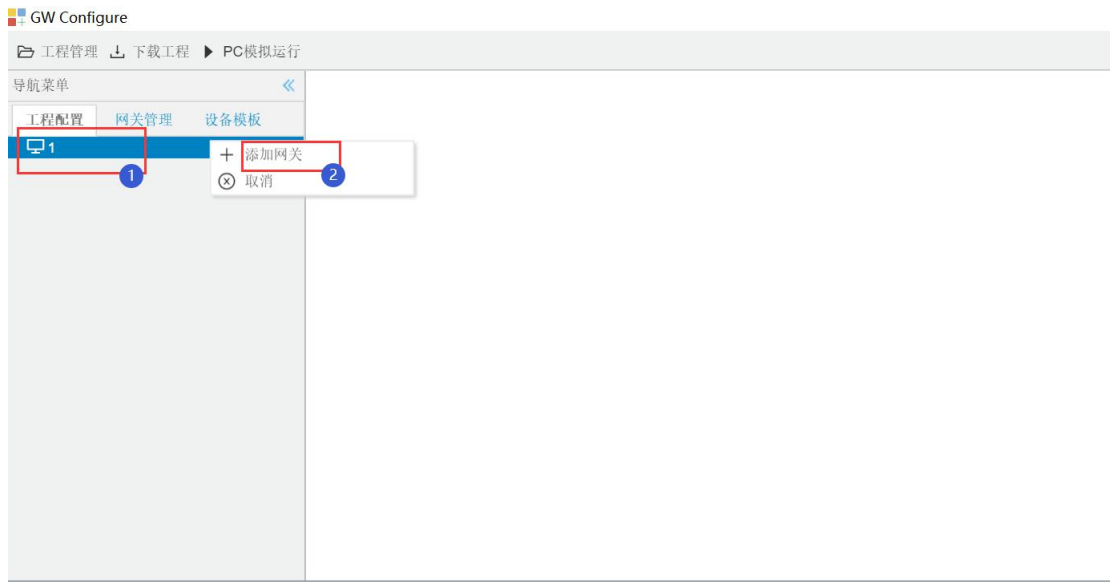 GW Configure
工程管理 下载工程 PC模拟运行
导航菜单
工程配置 网关管理 设备模板
1
添加网关
1
2
取消